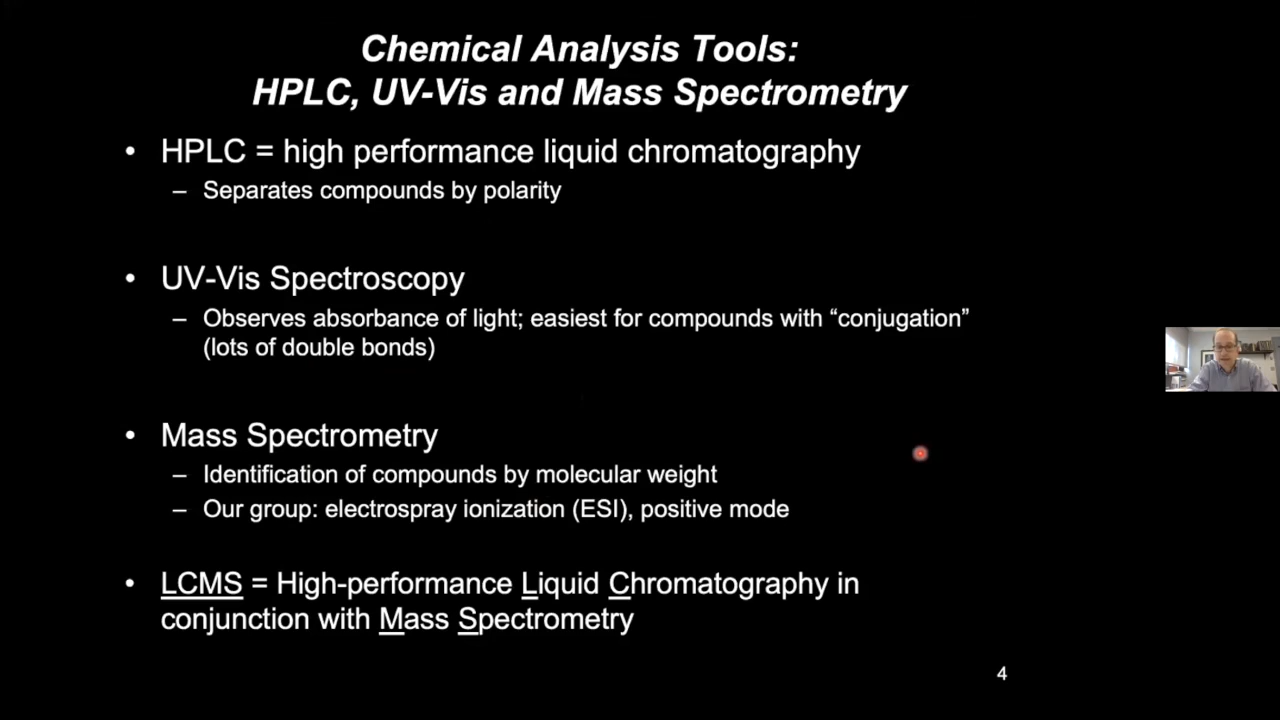 Chemical Analysis Tools:
HPLC, UV-Vis and Mass Spectrometry
• HPLC = high performance liquid chromatography
– Separates compounds by polarity
• UV-Vis Spectroscopy
– Observes absorbance of light; easiest for compounds with “conjugation”
(lots of double bonds)
• Mass Spectrometry
– Identification of compounds by molecular weight
– Our group: electrospray ionization (ESI), positive mode
• LCMS = High-performance Liquid Chromatography in
conjunction with Mass Spectrometry
4